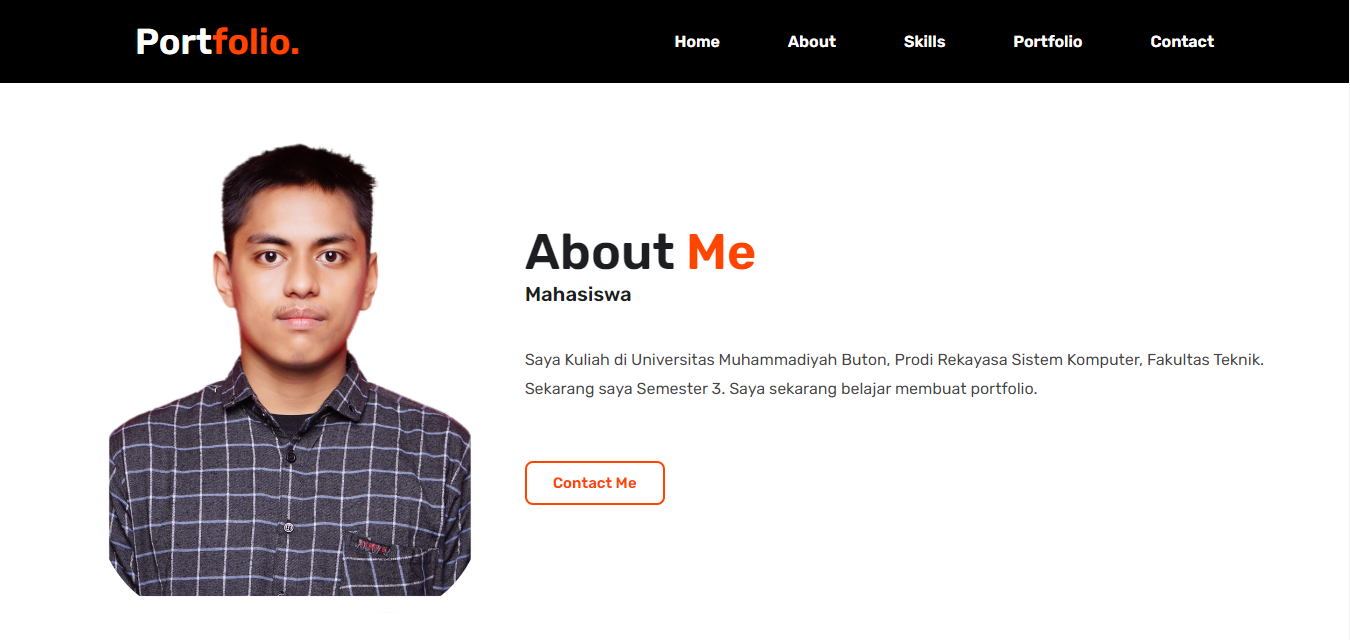 Portfolio.
Home About Skills Portfolio Contact
About Me
Mahasiswa
Saya Kuliah di Universitas Muhammadiyah Buton, Prodi Rekayasa Sistem Komputer, Fakultas Teknik.
Sekarang saya Semester 3. Saya sekarang belajar membuat portfolio.
Contact Me